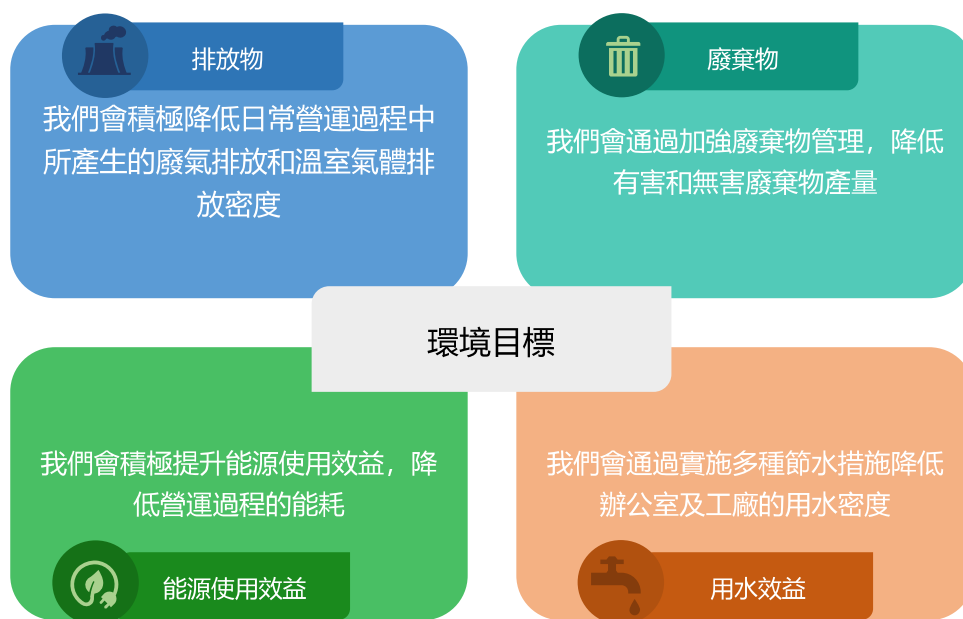 排放物
我們會積極降低日常營運過程中
所產生的廢氣排放和溫室氣體排
放密度
廢棄物
我們會通過加強廢棄物管理，降低
有害和無害廢棄物產量
環境目標
我們會積極提升能源使用效益，降
低營運過程的能耗
能源使用效益
我們會通過實施多種節水措施降低
辦公室及工廠的用水密度
用水效益